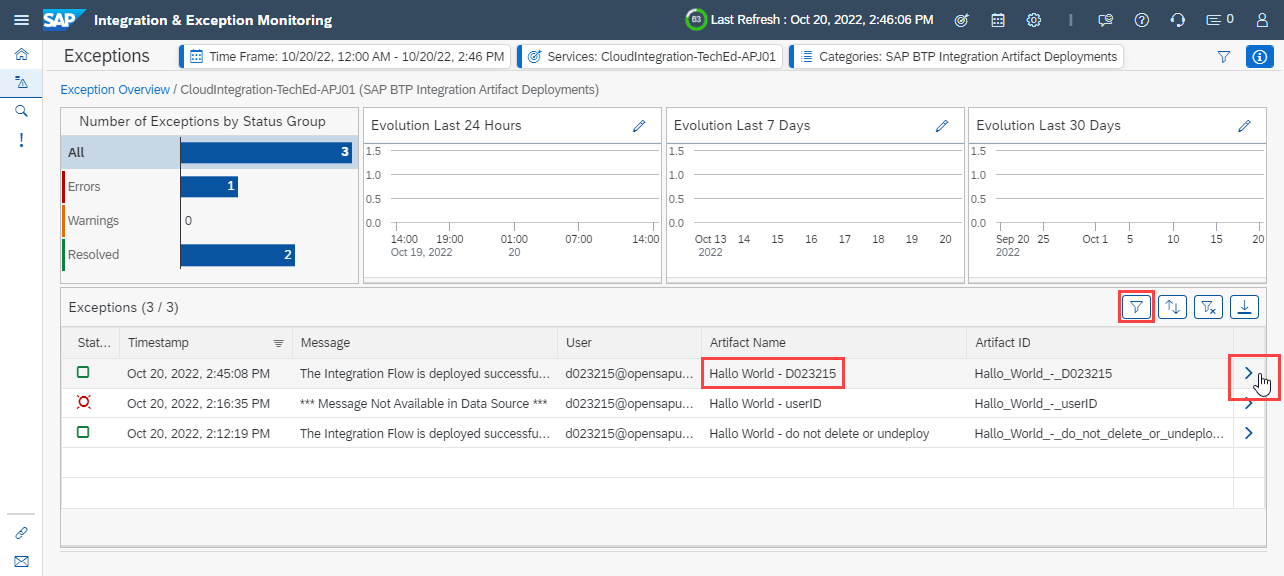 SAP Integration & Exception Monitoring
63 Last Refresh : Oct 20, 2022, 2:46:06 PM
0
Exceptions
Time Frame: 10/20/22, 12:00 AM - 10/20/22, 2:46 PM
Services: CloudIntegration-TechEd-APJ01
Categories: SAP BTP Integration Artifact Deployments
Exception Overview / CloudIntegration-TechEd-APJ01 (SAP BTP Integration Artifact Deployments)
Number of Exceptions by Status Group
All 3
Errors 1
Warnings 0
Resolved 2
Evolution Last 24 Hours
1.5
1.0
0.5
0.0
14:00 19:00 01:00 07:00 14:00
Oct 19, 2022 20
Evolution Last 7 Days
1.5
1.0
0.5
0.0
Oct 13 14 15 16 17 18 19 20
2022
Evolution Last 30 Days
1.5
1.0
0.5
0.0
Sep 20 25 Oct 1 5 10 15 20
2022
Exceptions (3 / 3)
Stat... Timestamp Message User Artifact Name Artifact ID
Oct 20, 2022, 2:45:08 PM The Integration Flow is deployed successfu... d023215@opensapu... Hallo World - D023215 Hallo_World_-_D023215
Oct 20, 2022, 2:16:35 PM *** Message Not Available in Data Source *** d023215@opensapu... Hallo World - userID Hallo_World_-_userID
Oct 20, 2022, 2:12:19 PM The Integration Flow is deployed successfu... d023215@opensapu... Hallo World - do not delete or undeploy Hallo_World_-_do_not_delete_or_undeplo...